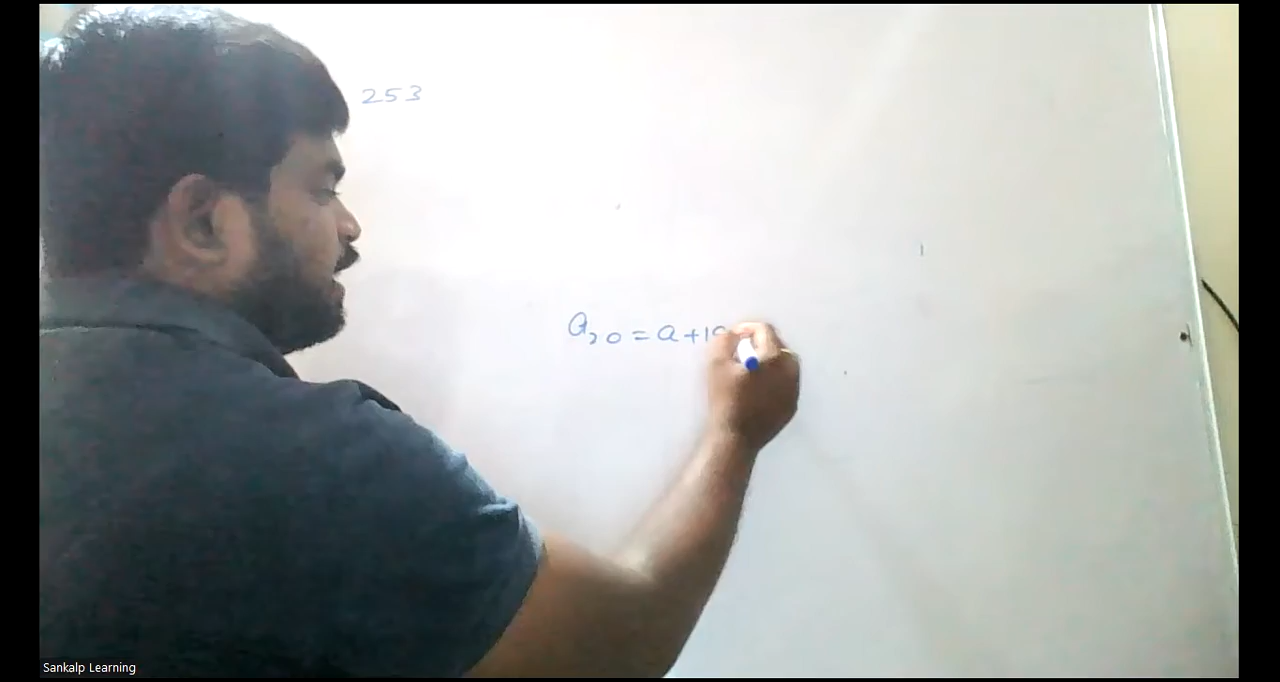 253
a₂₀ = a + 19
Sankalp Learning